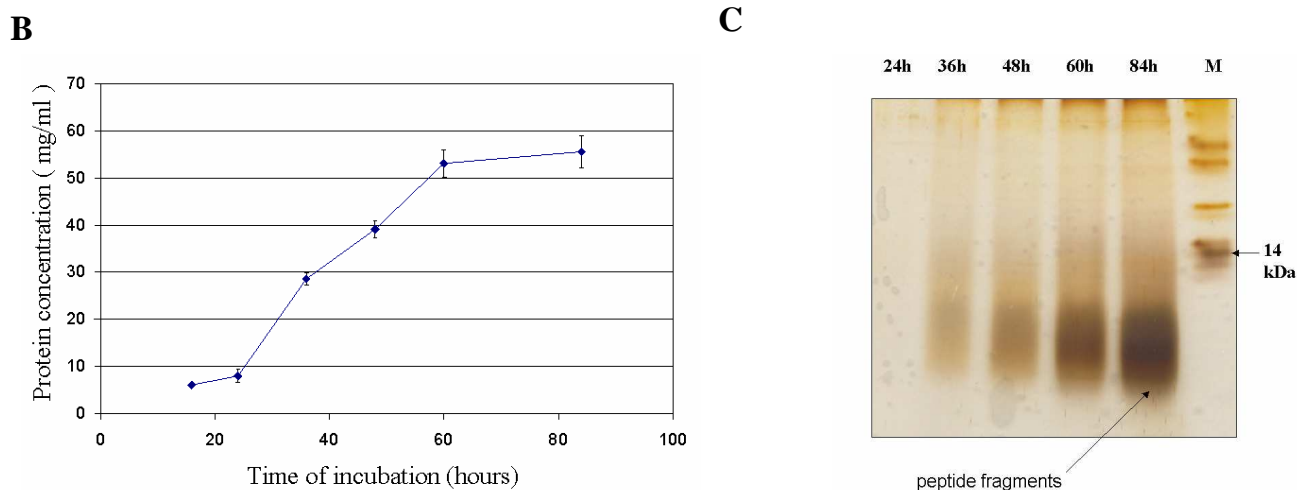 B
70
60
50
40
30
20
10
0
Protein concentration ( mg/ml )
0 20 40 60 80 100
Time of incubation (hours)
C
24h 36h 48h 60h 84h M
14
kDa
peptide fragments